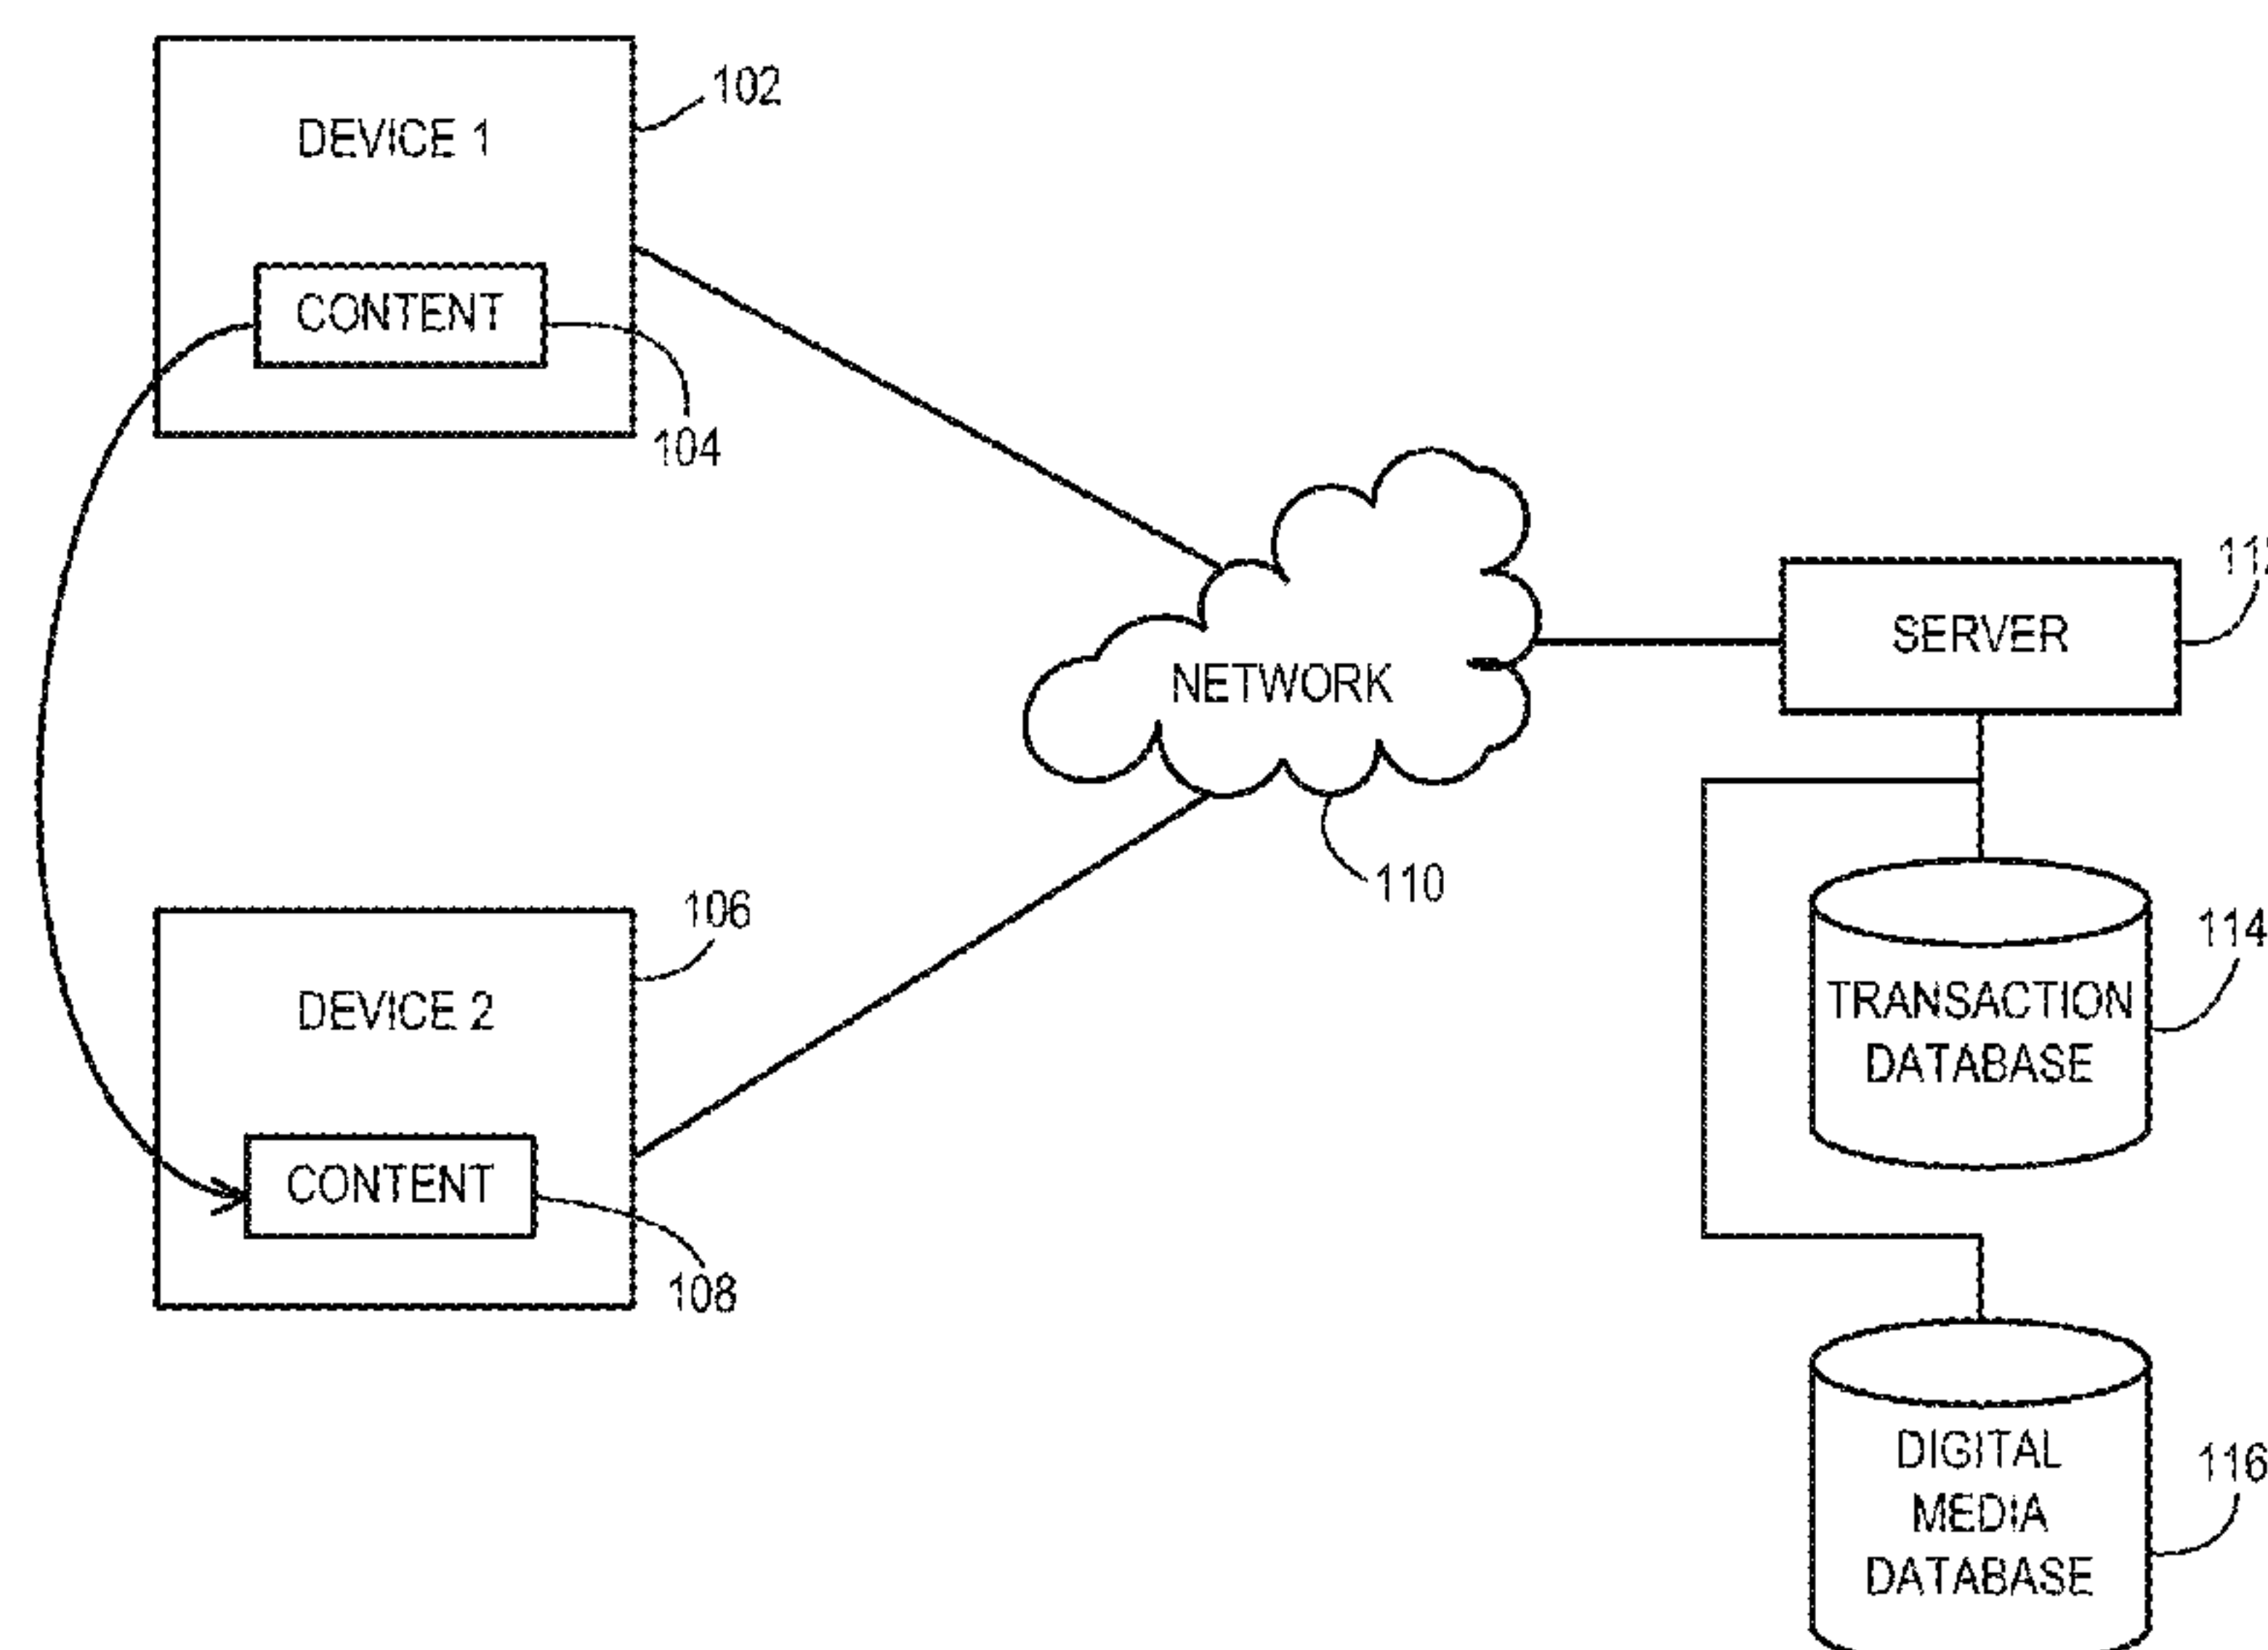 DEVICE 1
102
CONTENT
104
NETWORK
110
SERVER
DEVICE 2
106
CONTENT
108
TRANSACTION
DATABASE
114
DIGITAL
MEDIA
DATABASE
116